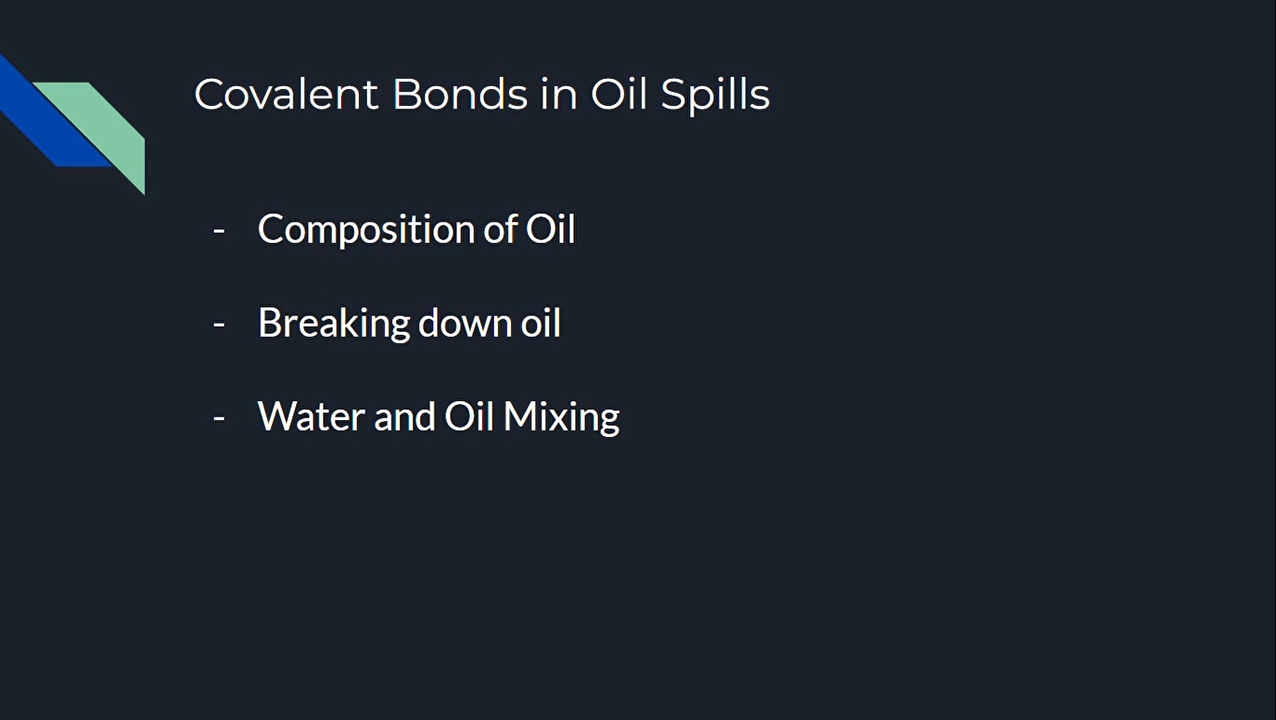 Covalent Bonds in Oil Spills
- Composition of Oil
- Breaking down oil
- Water and Oil Mixing